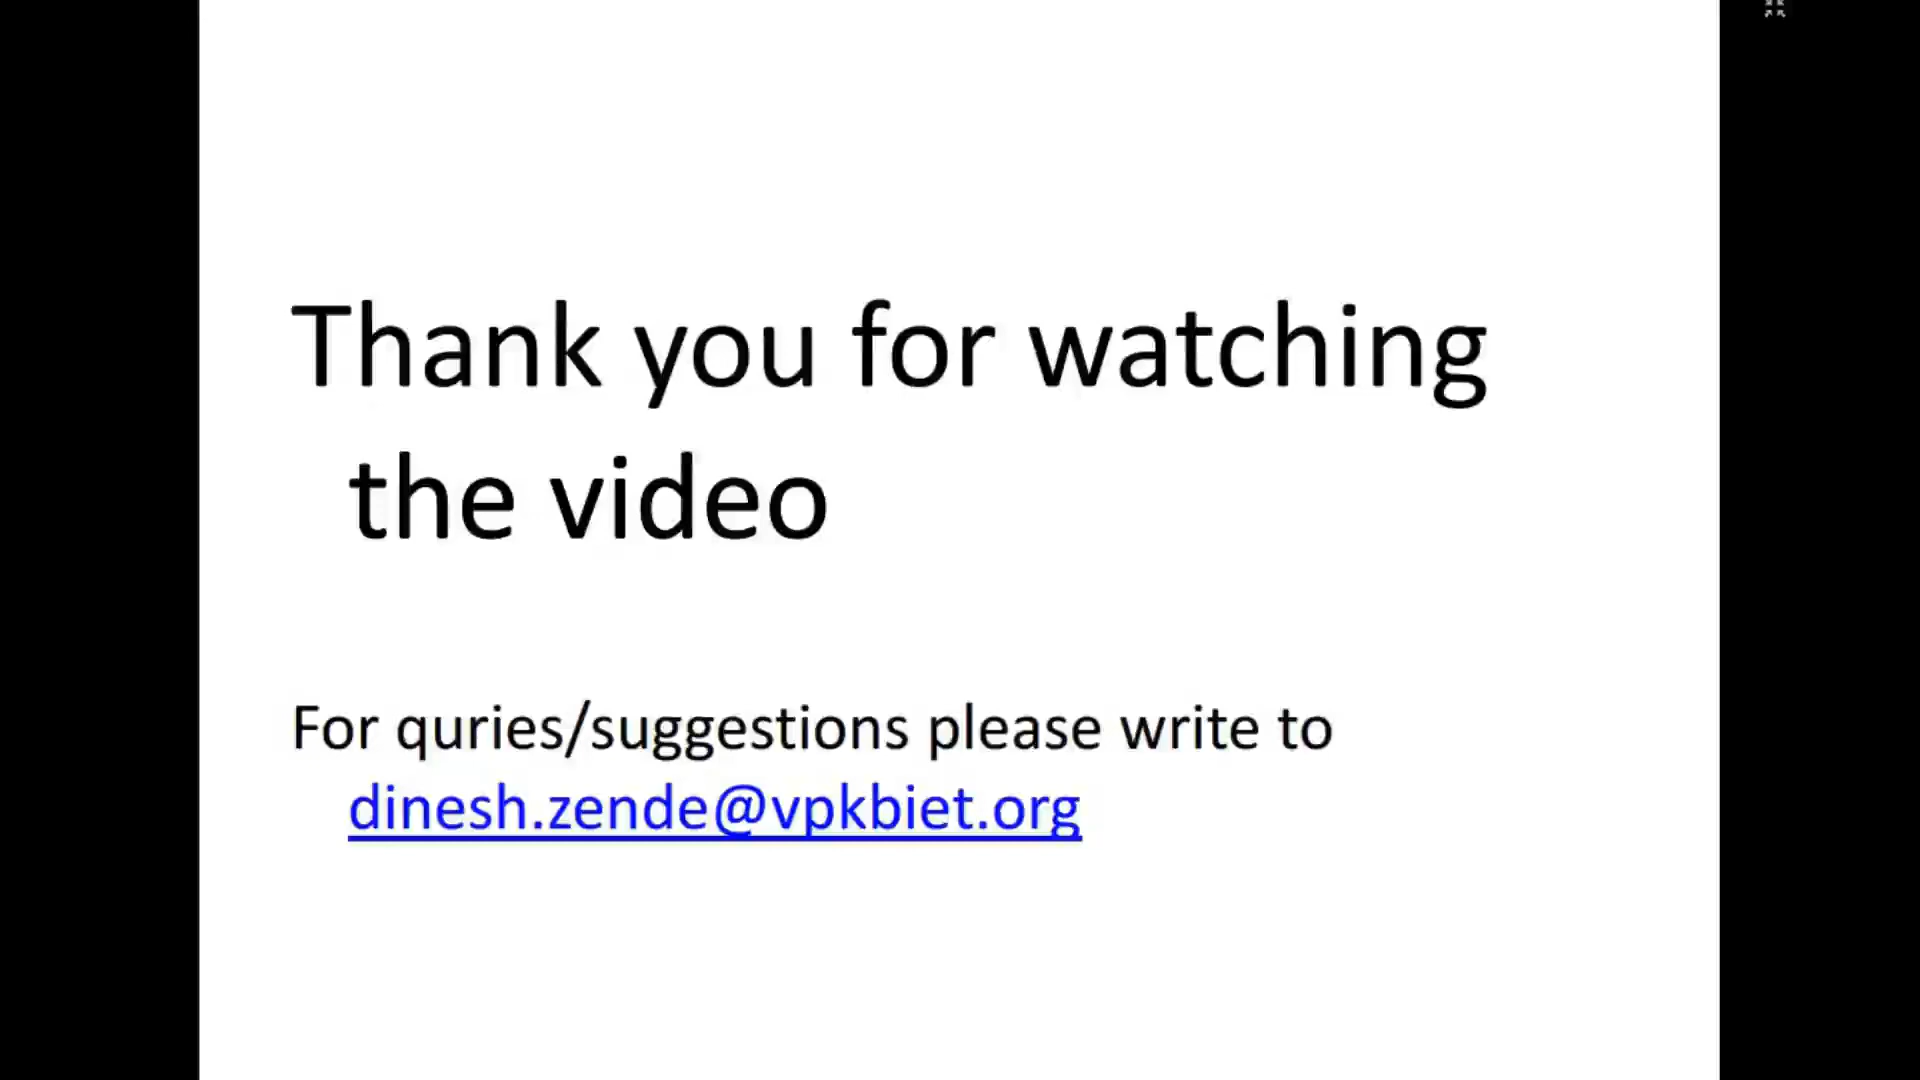 Thank you for watching
the video
For quries/suggestions please write to
dinesh.zende@vpkbiet.org